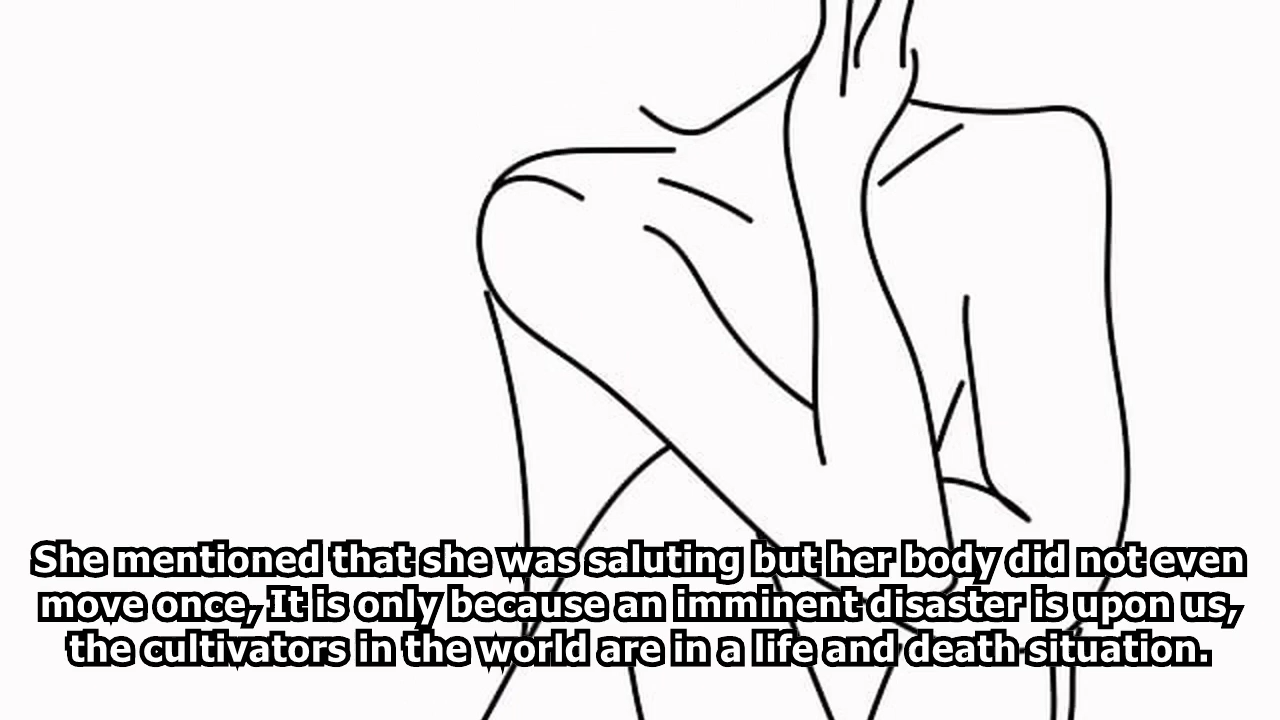 She mentioned that she was saluting but her body did not even
move once, It is only because an imminent disaster is upon us,
the cultivators in the world are in a life and death situation.